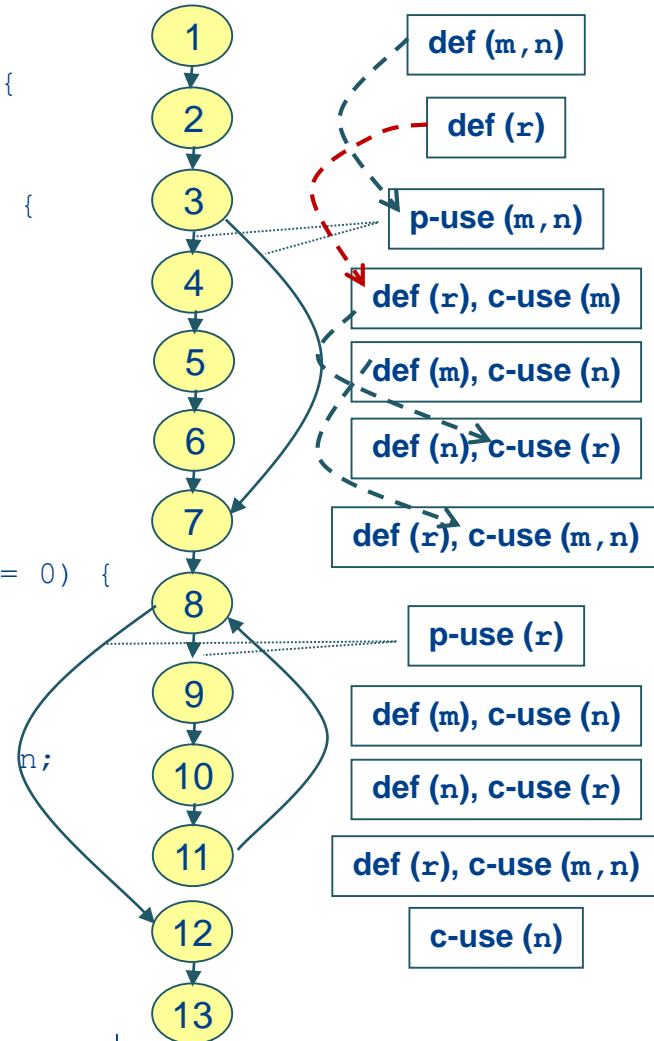 1
def (m,n)
{
2
def (r)
{
3
p-use (m,n)
4
def (r), c-use (m)
5
def (m), c-use (n)
6
def (n), c-use (r)
7
def (r), c-use (m,n)
= 0) {
8
p-use (r)
9
def (m), c-use (n)
n;
10
def (n), c-use (r)
11
def (r), c-use (m,n)
12
c-use (n)
13